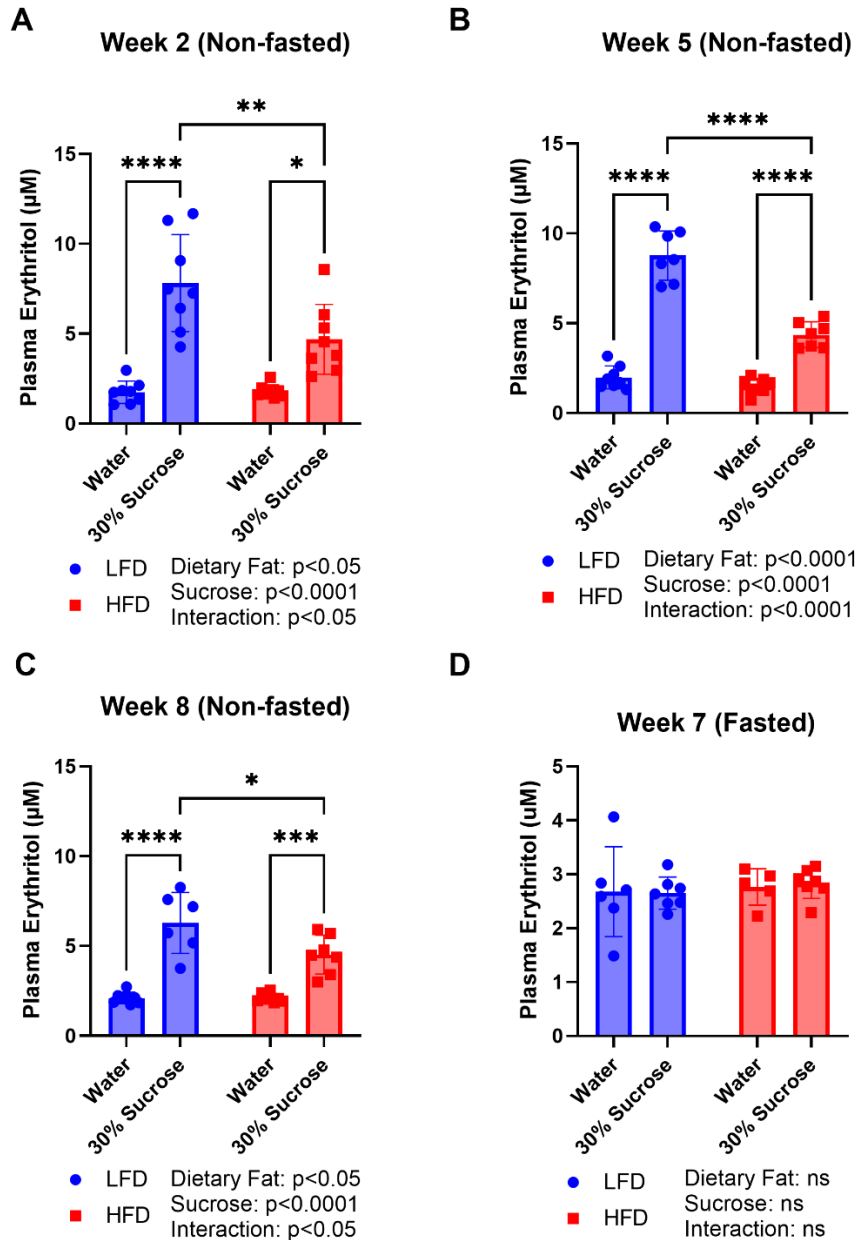 A
Week 2 (Non-fasted)
**
****
*
15
10
5
0
Plasma Erythritol (µM)
Water
30% Sucrose
Water
30% Sucrose
LFD
HFD
Dietary Fat: p<0.05
Sucrose: p<0.0001
Interaction: p<0.05
B
Week 5 (Non-fasted)
****
****
****
15
10
5
0
Plasma Erythritol (µM)
Water
30% Sucrose
Water
30% Sucrose
LFD
HFD
Dietary Fat: p<0.0001
Sucrose: p<0.0001
Interaction: p<0.0001
C
Week 8 (Non-fasted)
*
****
***
15
10
5
0
Plasma Erythritol (µM)
Water
30% Sucrose
Water
30% Sucrose
LFD
HFD
Dietary Fat: p<0.05
Sucrose: p<0.0001
Interaction: p<0.05
D
Week 7 (Fasted)
5
4
3
2
1
0
Plasma Erythritol (uM)
Water
30% Sucrose
Water
30% Sucrose
LFD
HFD
Dietary Fat: ns
Sucrose: ns
Interaction: ns